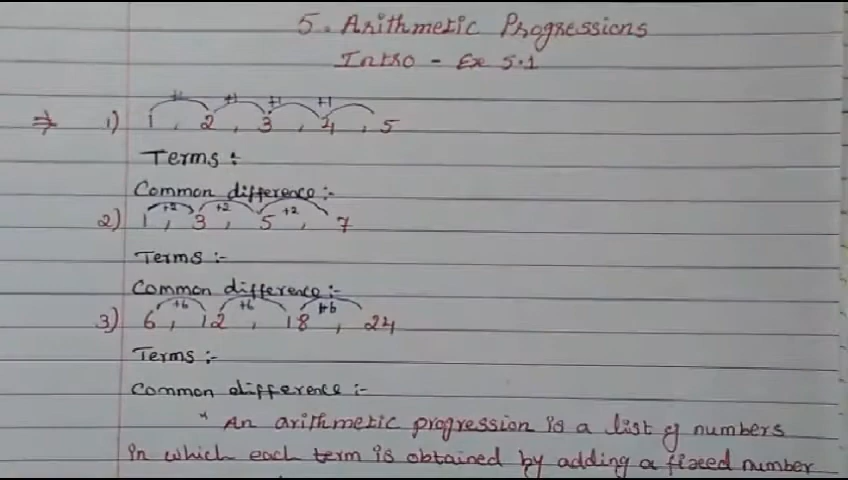 5. Arithmetic Progressions
Intro - Ex 5.1
+1 +1 +1 +1
⇒ 1) 1, 2, 3, 4, 5
Terms :
Common difference :-
+2 +2 +2
2) 1, 3, 5, 7
Terms :-
Common difference :-
+6 +6 +6
3) 6, 12, 18, 24
Terms :-
Common difference :-
* An arithmetic progression is a list of numbers
in which each term is obtained by adding a fixed number